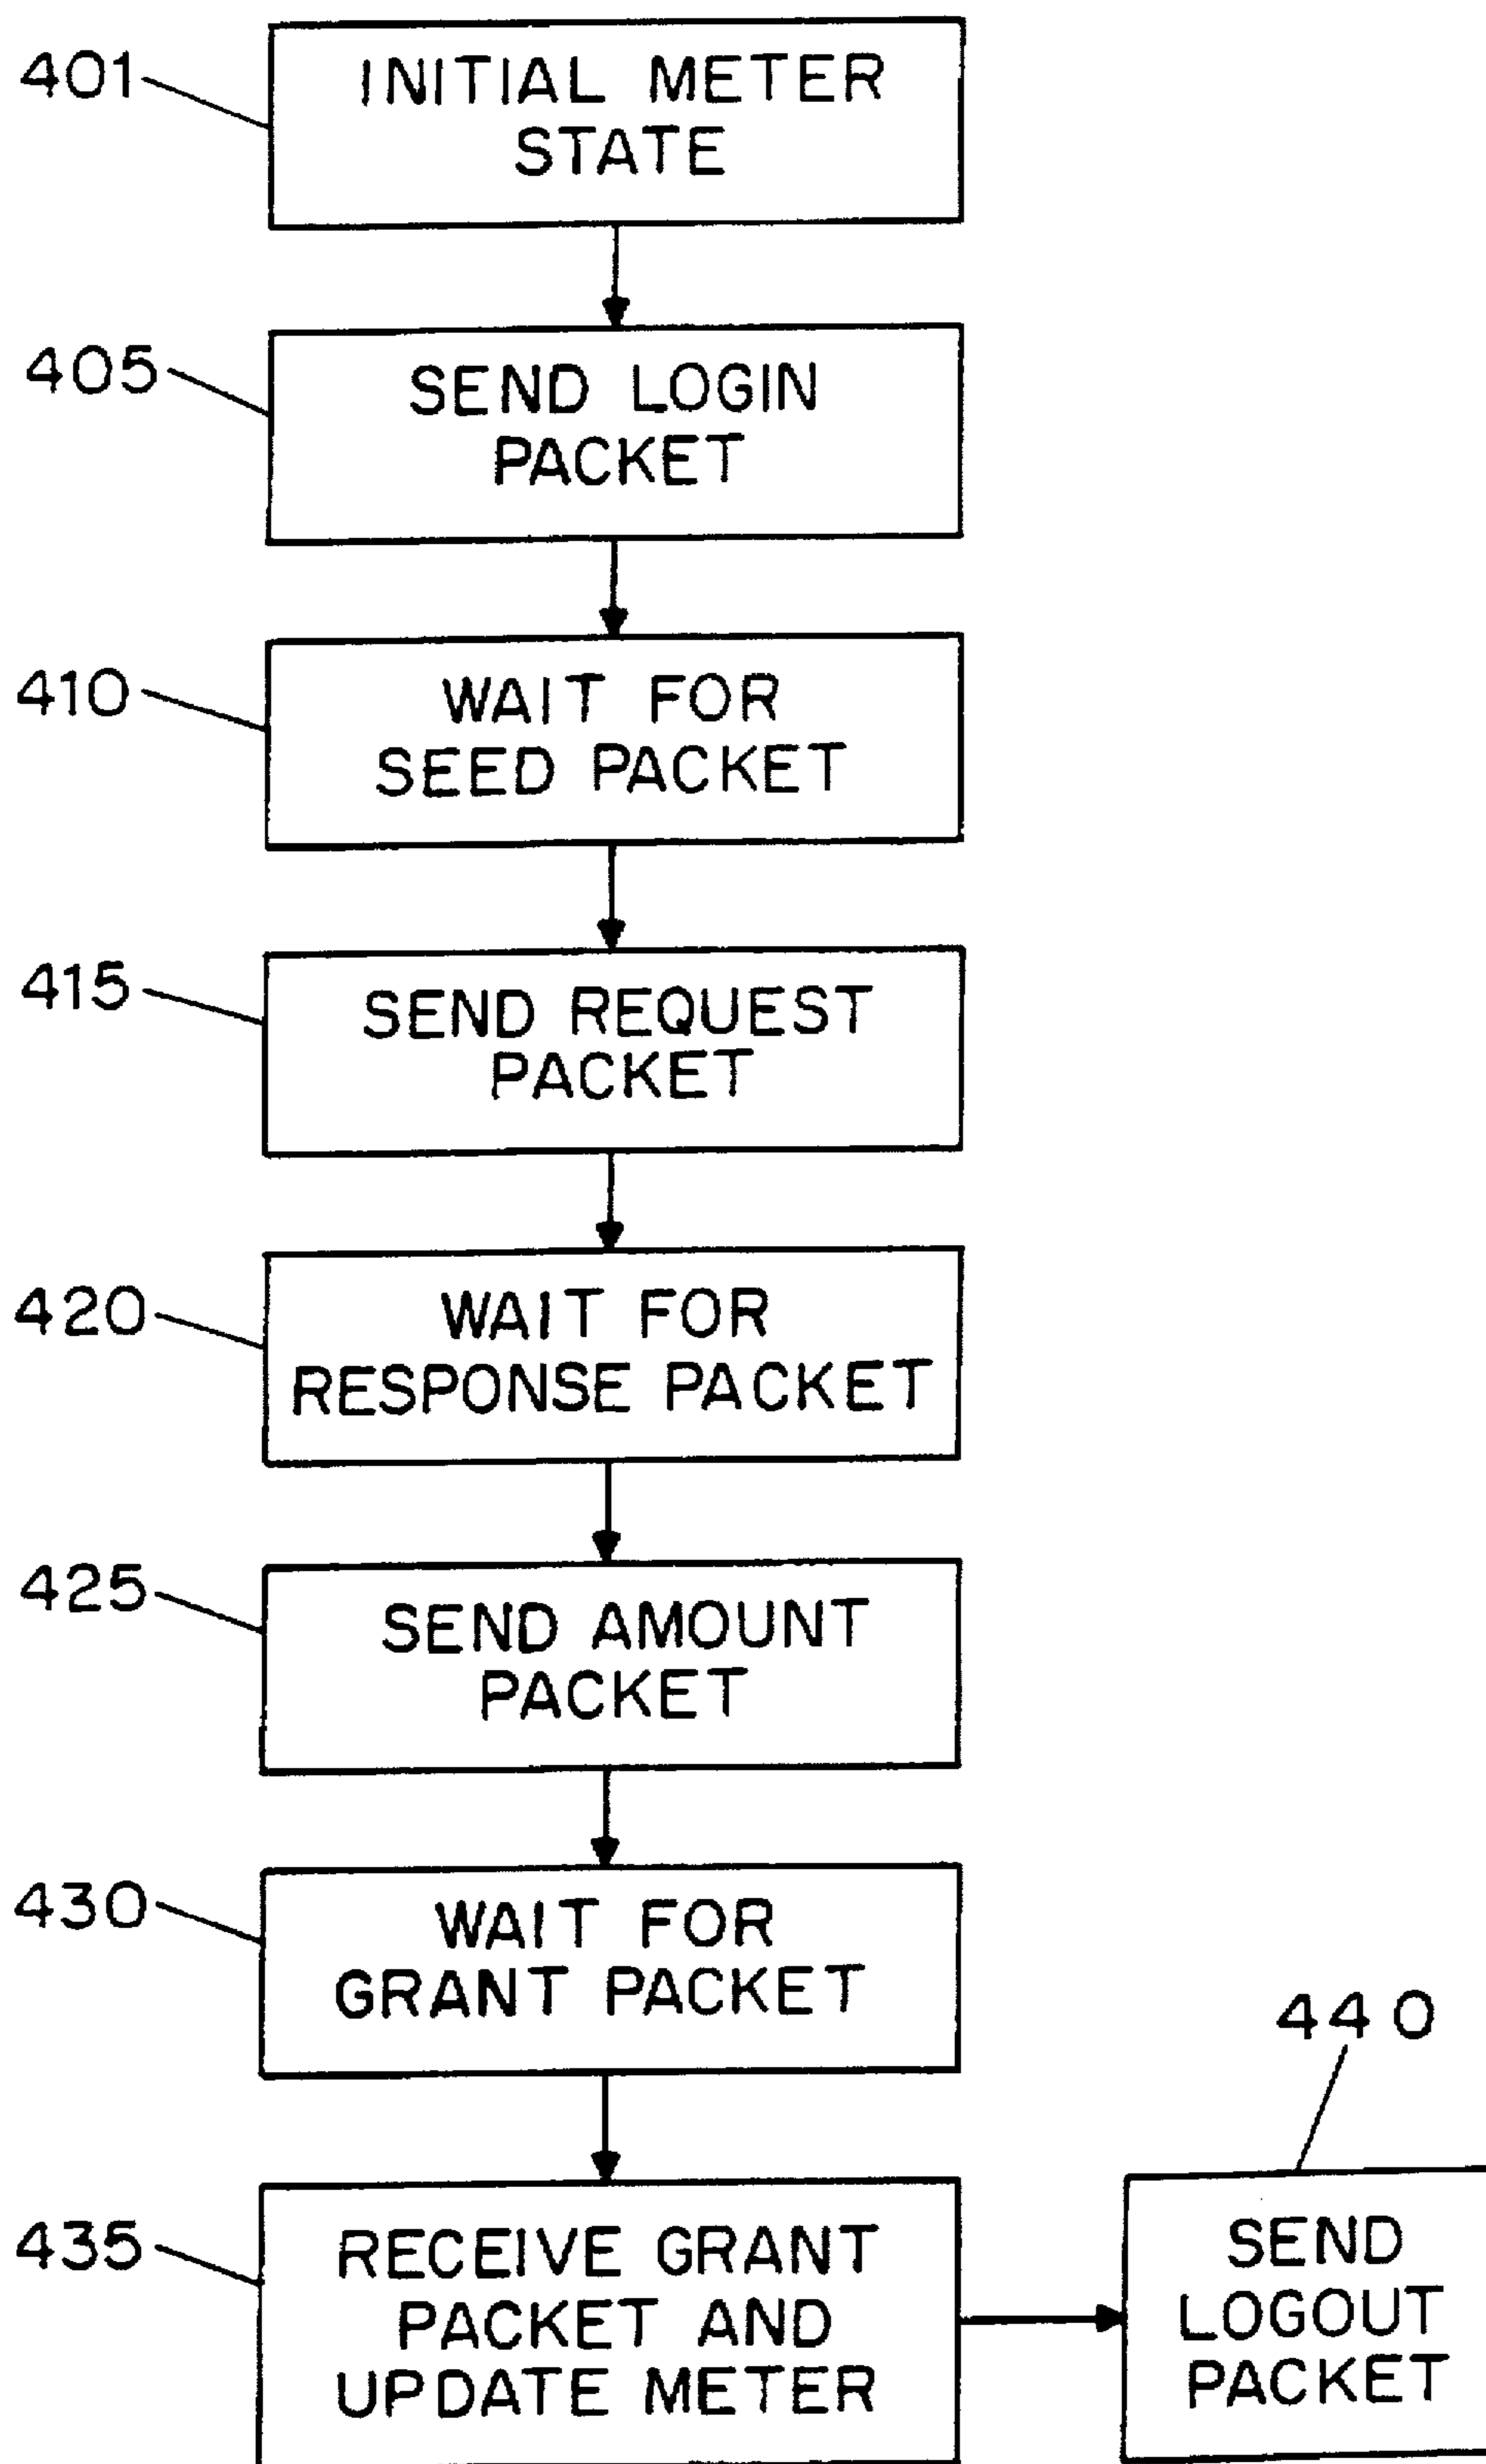 401
INITIAL METER
STATE
405
SEND LOGIN
PACKET
410
WAIT FOR
SEED PACKET
415
SEND REQUEST
PACKET
420
WAIT FOR
RESPONSE PACKET
425
SEND AMOUNT
PACKET
430
WAIT FOR
GRANT PACKET
435
RECEIVE GRANT
PACKET AND
UPDATE METER
440
SEND
LOGOUT
PACKET